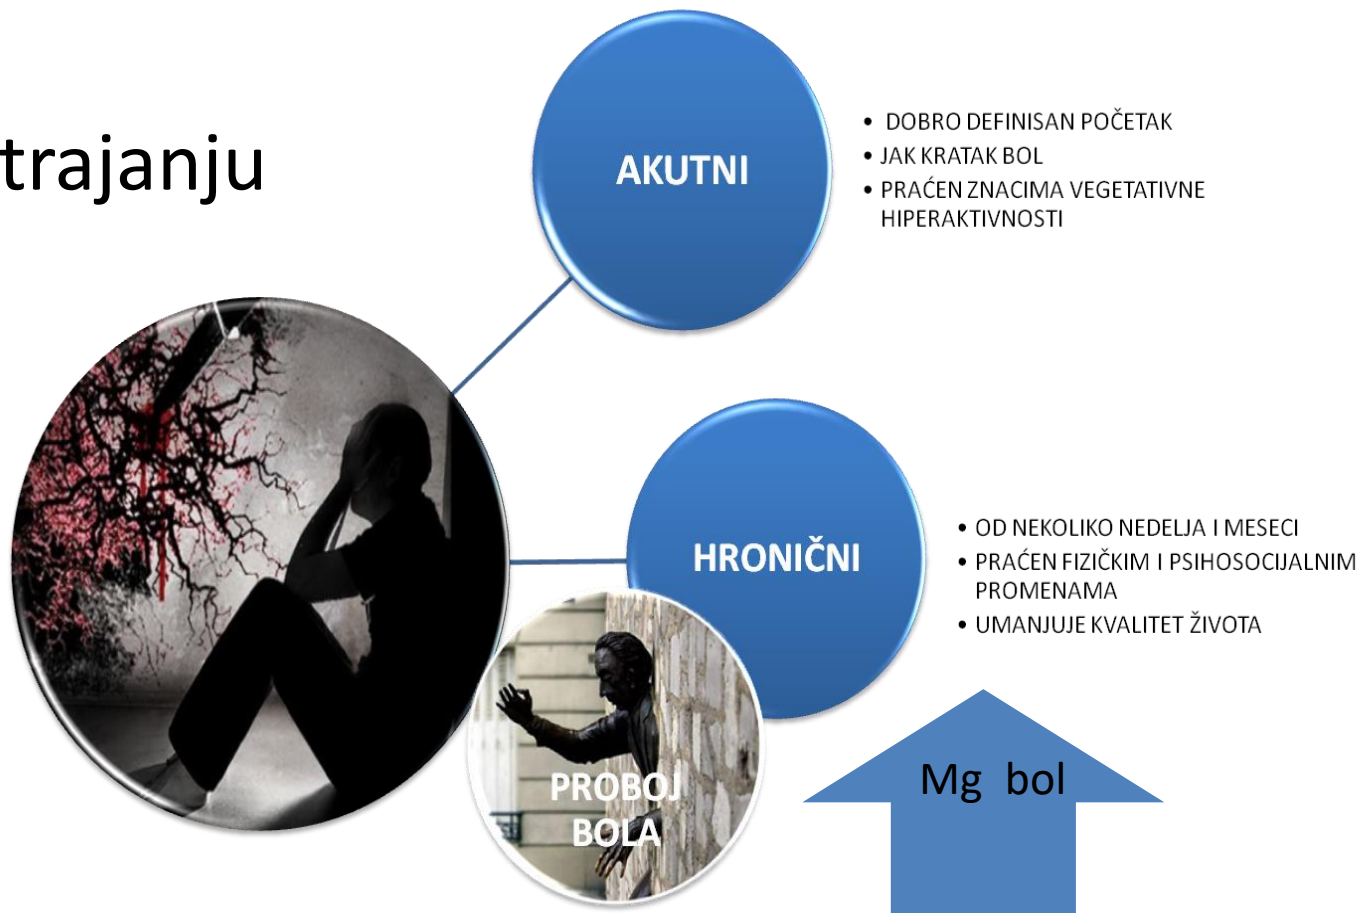 trajanju
AKUTNI
• DOBRO DEFINISAN POČETAK
• JAK KRATAK BOL
• PRAĆEN ZNACIMA VEGETATIVNE
HIPERAKTIVNOSTI
HRONIČNI
• OD NEKOLIKO NEDELJA I MESECI
• PRAĆEN FIZIČKIM I PSIHOSOCIJALNIM
PROMENAMA
• UMANJUJE KVALITET ŽIVOTA
PROBOJ
BOLA
Mg bol